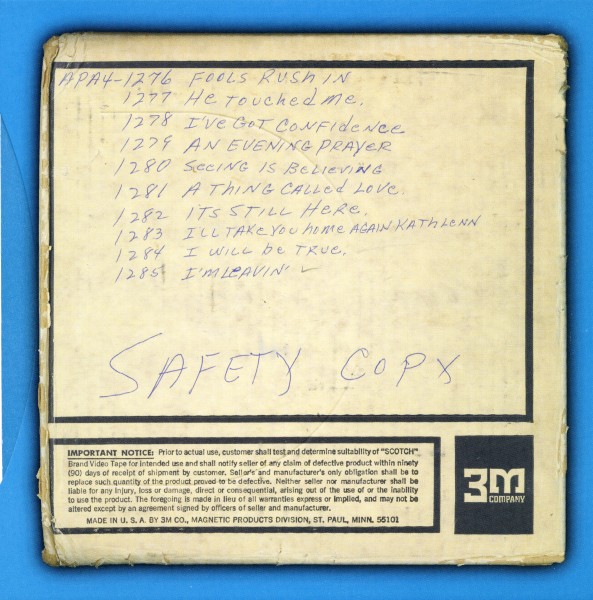 APA4-1276 FOOLS RUSH IN
1277 He Touched Me.
1278 I've Got Confidence
1279 AN EVENING PRAYER
1280 Seeing Is Believing
1281 A Thing Called Love.
1282 ITS STILL HERE.
1283 ILL TAKE YOU home AGAIN KATHLENN
1284 I WILL be TRUE.
1285 I'M LEAVIN' ✓
SAFETY COPY
IMPORTANT NOTICE: Prior to actual use, customer shall test and determine suitability of "SCOTCH"
Brand Video Tape for intended use and shall notify seller of any claim of defective product within ninety
(90) days of receipt of shipment by customer. Seller's and manufacturer's only obligation shall be to
replace such quantity of the product proved to be defective. Neither seller nor manufacturer shall be
liable for any injury, loss or damage, direct or consequential, arising out of the use of or the inability
to use the product. The foregoing is made in lieu of all warranties express or implied, and may not be
altered except by an agreement signed by officers of seller and manufacturer.
MADE IN U. S. A. BY 3M CO., MAGNETIC PRODUCTS DIVISION, ST. PAUL, MINN. 55101
3M
COMPANY